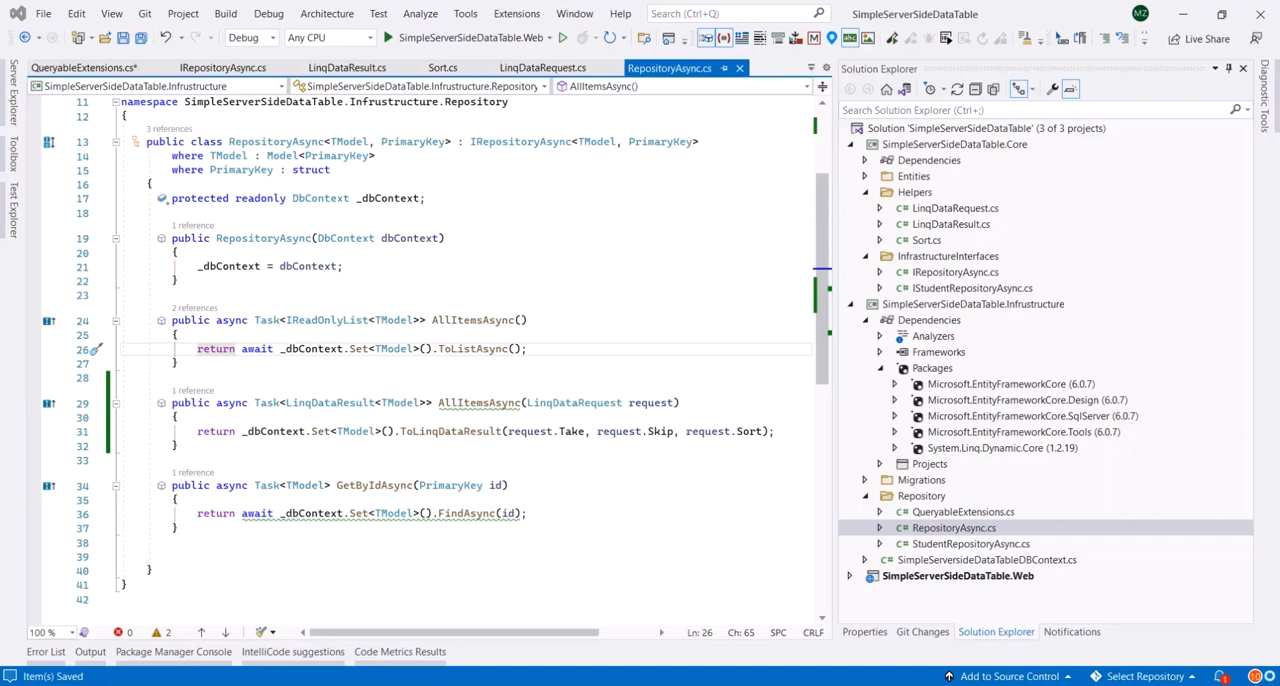 File Edit View Git Project Build Debug Architecture Test Analyze Tools Extensions Window Help Search (Ctrl+Q) SimpleServerSideDataTable MZ
Debug Any CPU SimpleServerSideDataTable.Web Live Share
QueryableExtensions.cs* IRepositoryAsync.cs LinqDataResult.cs Sort.cs LinqDataRequest.cs RepositoryAsync.cs
SimpleServerSideDataTable.Infrustructure SimpleServerSideDataTable.Infrustructure.Repository. AllItemsAsync()
Server Explorer
Toolbox
Test Explorer
11 namespace SimpleServerSideDataTable.Infrustructure.Repository
12 {
3 references
13 public class RepositoryAsync<TModel, PrimaryKey> : IRepositoryAsync<TModel, PrimaryKey>
14 where TModel : Model<PrimaryKey>
15 where PrimaryKey : struct
16 {
17 protected readonly DbContext _dbContext;
18
1 reference
19 public RepositoryAsync(DbContext dbContext)
20 {
21 _dbContext = dbContext;
22 }
23
2 references
24 public async Task<IReadOnlyList<TModel>> AllItemsAsync()
25 {
26 return await _dbContext.Set<TModel>().ToListAsync();
27 }
28
1 reference
29 public async Task<LinqDataResult<TModel>> AllItemsAsync(LinqDataRequest request)
30 {
31 return _dbContext.Set<TModel>().ToLinqDataResult(request.Take, request.Skip, request.Sort);
32 }
33
1 reference
34 public async Task<TModel> GetByIdAsync(PrimaryKey id)
35 {
36 return await _dbContext.Set<TModel>().FindAsync(id);
37 }
38
39
40 }
41 }
42
100 % 0 2 Ln: 26 Ch: 65 SPC CRLF
Error List Output Package Manager Console IntelliCode suggestions Code Metrics Results
Solution Explorer
Search Solution Explorer (Ctrl+;)
Solution 'SimpleServerSideDataTable' (3 of 3 projects)
SimpleServerSideDataTable.Core
Dependencies
Entities
Helpers
C# LinqDataRequest.cs
C# LinqDataResult.cs
C# Sort.cs
InfrastructureInterfaces
C# IRepositoryAsync.cs
C# IStudentRepositoryAsync.cs
SimpleServerSideDataTable.Infrustructure
Dependencies
Analyzers
Frameworks
Packages
Microsoft.EntityFrameworkCore (6.0.7)
Microsoft.EntityFrameworkCore.Design (6.0.7)
Microsoft.EntityFrameworkCore.SqlServer (6.0.7)
Microsoft.EntityFrameworkCore.Tools (6.0.7)
System.Linq.Dynamic.Core (1.2.19)
Projects
Migrations
Repository
C# QueryableExtensions.cs
C# RepositoryAsync.cs
C# StudentRepositoryAsync.cs
C# SimpleServersideDataTableDBContext.cs
SimpleServerSideDataTable.Web
Properties Git Changes Solution Explorer Notifications
Diagnostic Tools
Item(s) Saved Add to Source Control Select Repository 1 10